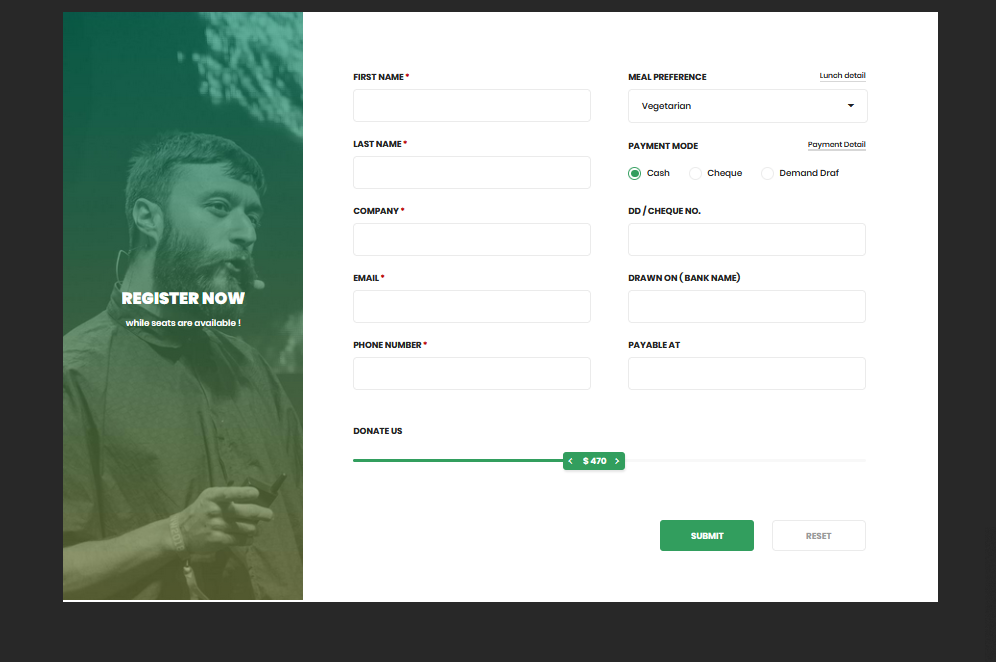 REGISTER NOW
while seats are available !
FIRST NAME *
LAST NAME *
COMPANY *
EMAIL *
PHONE NUMBER *
MEAL PREFERENCE
Lunch detail
Vegetarian
PAYMENT MODE
Payment Detail
Cash
Cheque
Demand Draf
DD / CHEQUE NO.
DRAWN ON ( BANK NAME)
PAYABLE AT
DONATE US
< $ 470 >
SUBMIT
RESET